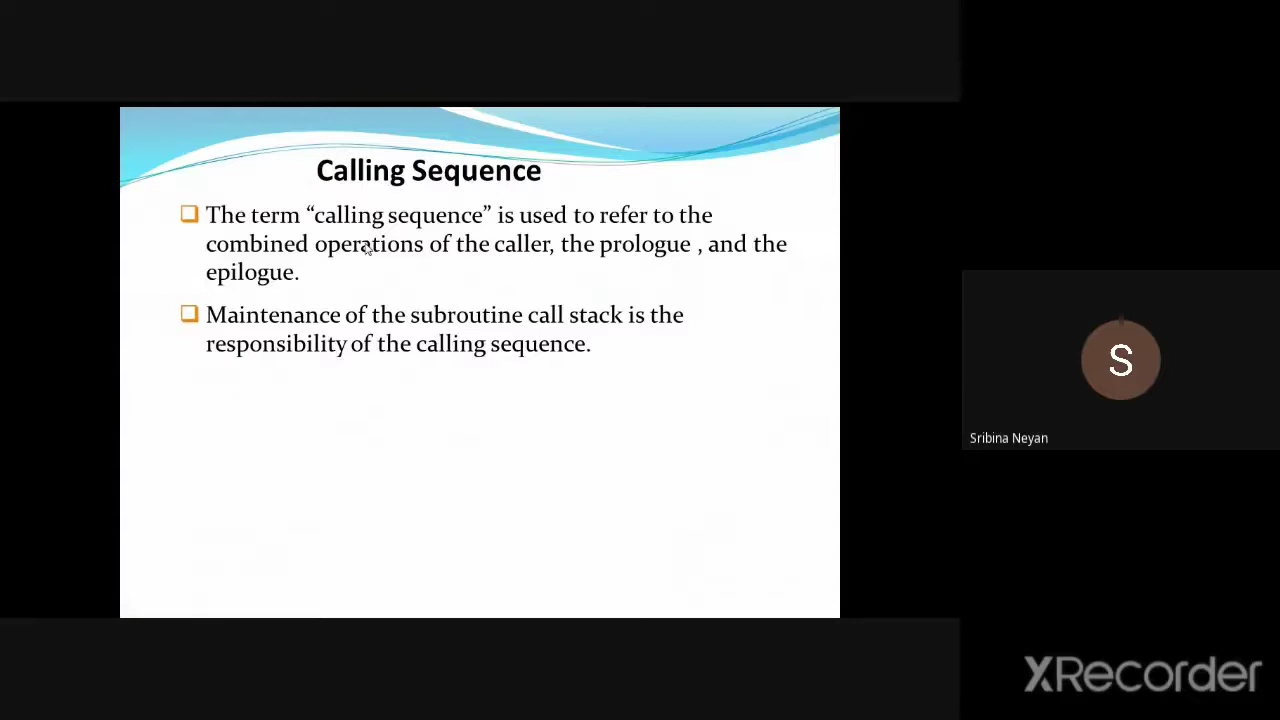 Calling Sequence
❑ The term “calling sequence” is used to refer to the
combined operations of the caller, the prologue , and the
epilogue.
❑ Maintenance of the subroutine call stack is the
responsibility of the calling sequence.
S
Sribina Neyan
XRecorder